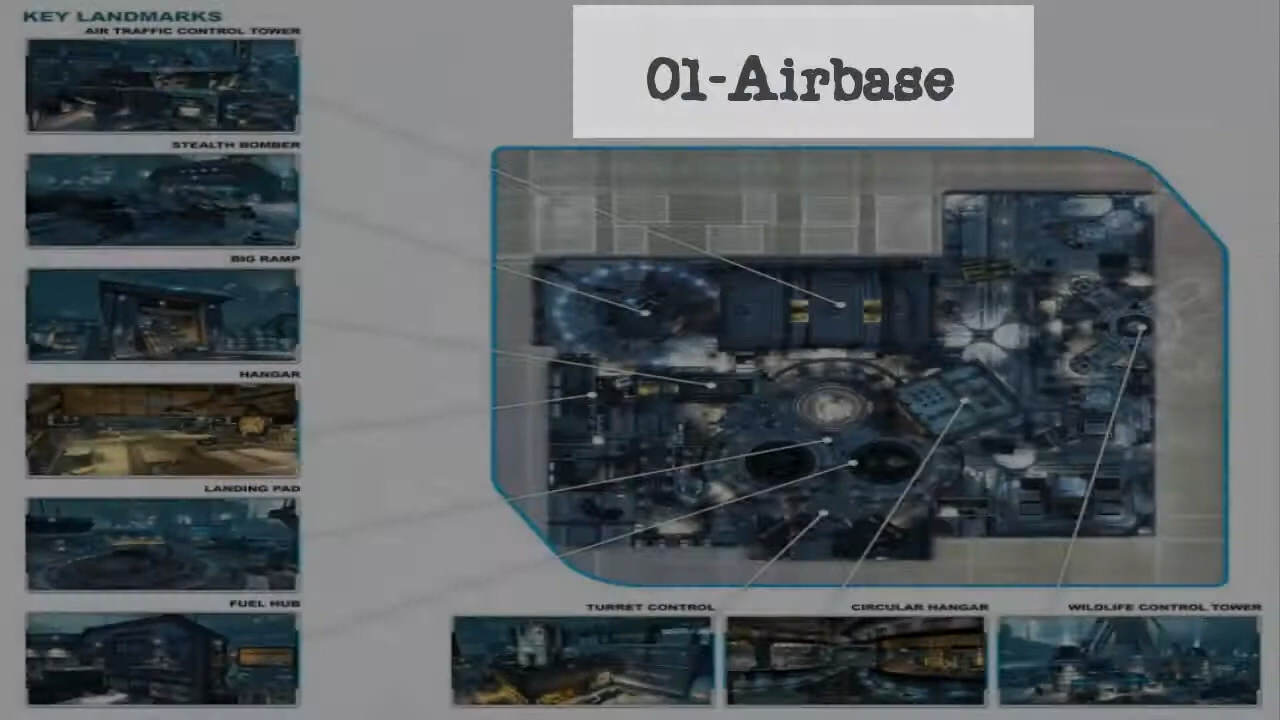 KEY LANDMARKS
AIR TRAFFIC CONTROL TOWER
01-Airbase
STEALTH BOMBER
BIG RAMP
HANGAR
LANDING PAD
FUEL HUB
TURRET CONTROL
CIRCULAR HANGAR
WILDLIFE CONTROL TOWER